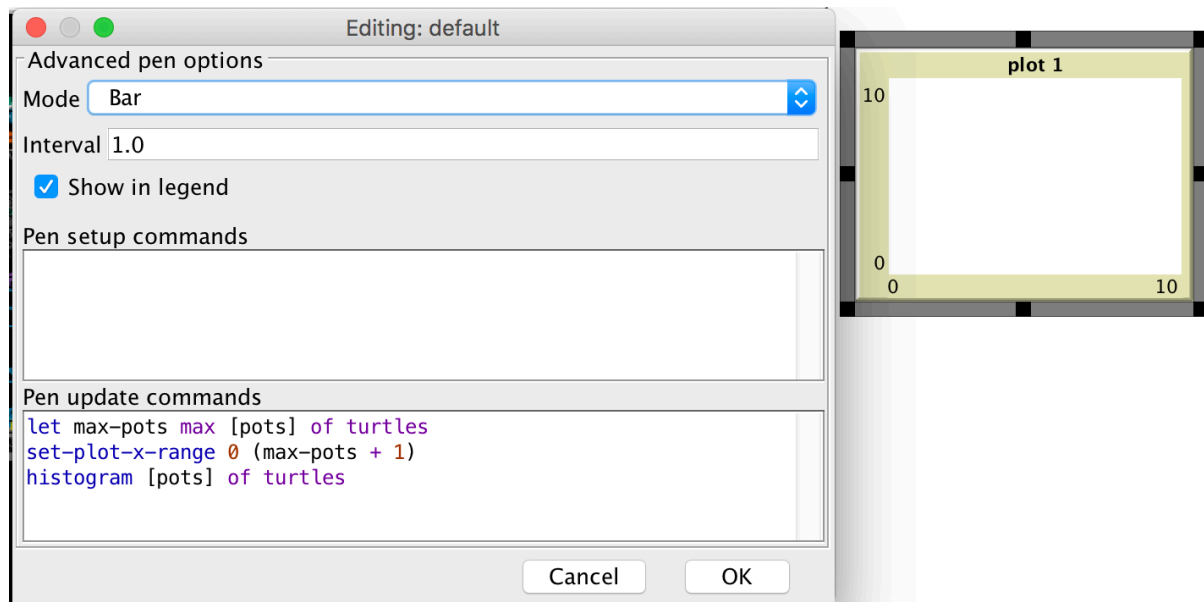 Editing: default
Advanced pen options
Mode Bar
Interval 1.0
Show in legend
Pen setup commands
Pen update commands
let max-pots max [pots] of turtles
set-plot-x-range 0 (max-pots + 1)
histogram [pots] of turtles
Cancel OK
plot 1
10
0
0 10